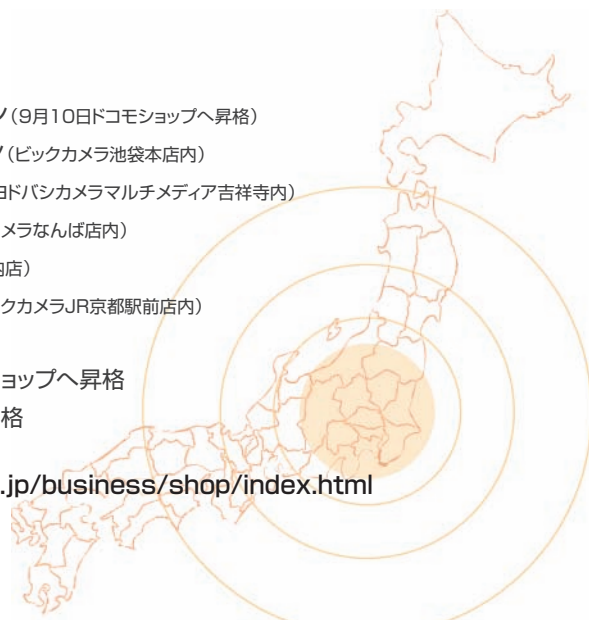 (9月10日ドコモショップへ昇格)
(ビックカメラ池袋本店内)
ドバシカメラマルチメディア吉祥寺内)
メラなんば店内)
店)
クカメラJR京都駅前店内)
ョップへ昇格
格
.jp/business/shop/index.html